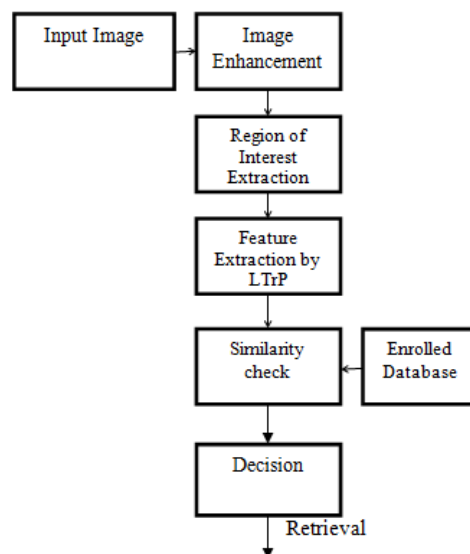 Input Image
Image
Enhancement
Region of
Interest
Extraction
Feature
Extraction by
LTrP
Similarity
check
Enrolled
Database
Decision
Retrieval